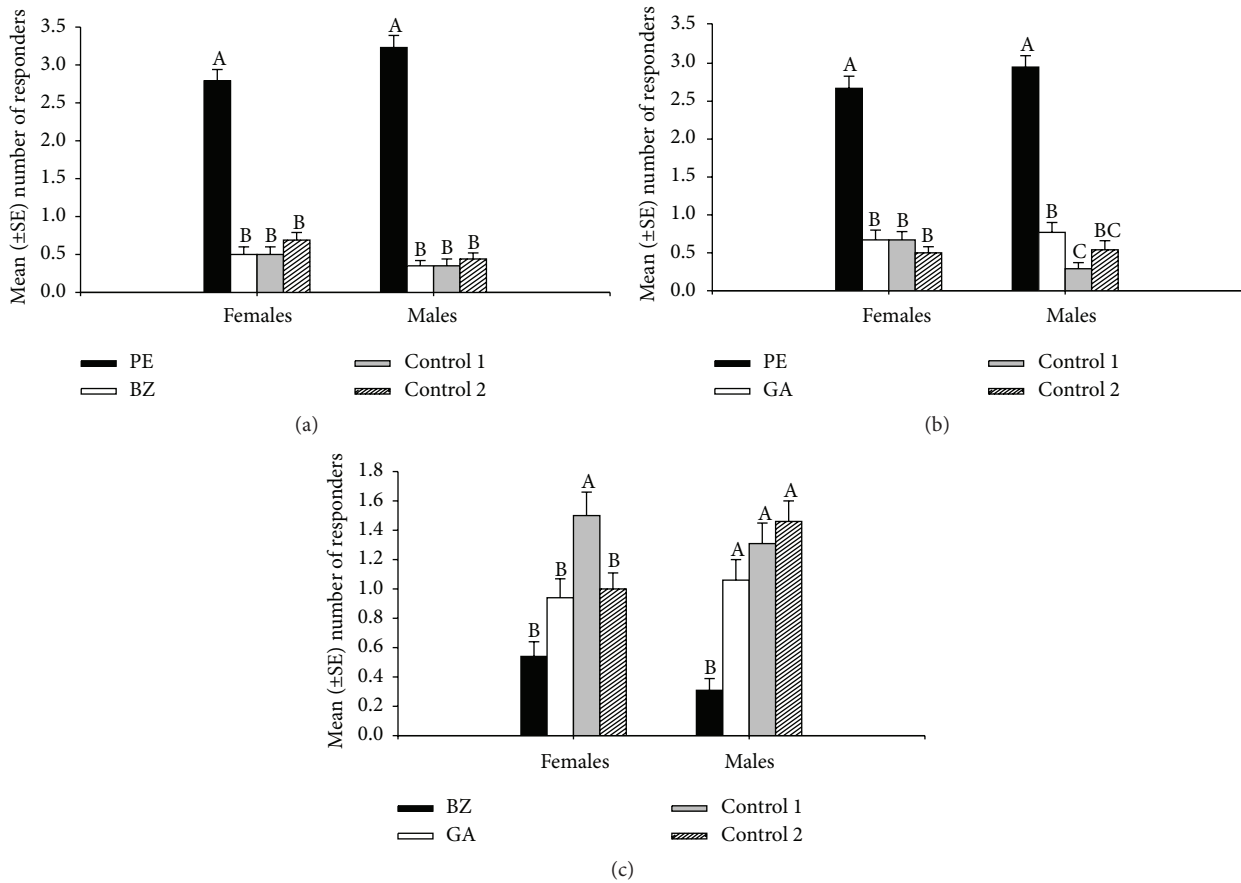 Mean (±SE) number of responders
3.5
3.0
2.5
2.0
1.5
1.0
0.5
0.0
A
B
B
B
A
B
B
B
Females
Males
PE
Control 1
BZ
Control 2
(a)
Mean (±SE) number of responders
3.5
3.0
2.5
2.0
1.5
1.0
0.5
0.0
A
B
B
B
A
B
C
BC
Females
Males
PE
Control 1
GA
Control 2
(b)
Mean (±SE) number of responders
1.8
1.6
1.4
1.2
1.0
0.8
0.6
0.4
0.2
0.0
B
B
A
B
B
A
A
A
Females
Males
BZ
Control 1
GA
Control 2
(c)